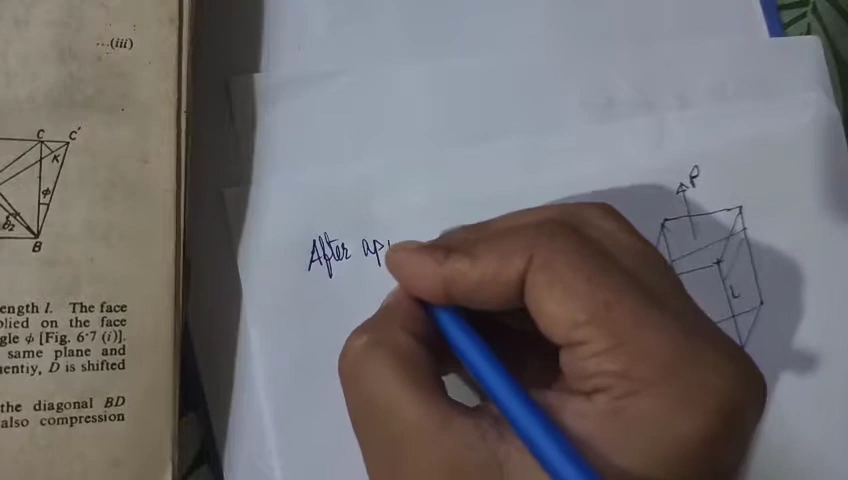 ...(iii)
C C'
K
φ
B
ength l. The face
plied on the face
gle φ [Fig. 6·7 (i)].
same plane and
ently, D is shifted
the diagonal BD
also compression
P
After ap
L